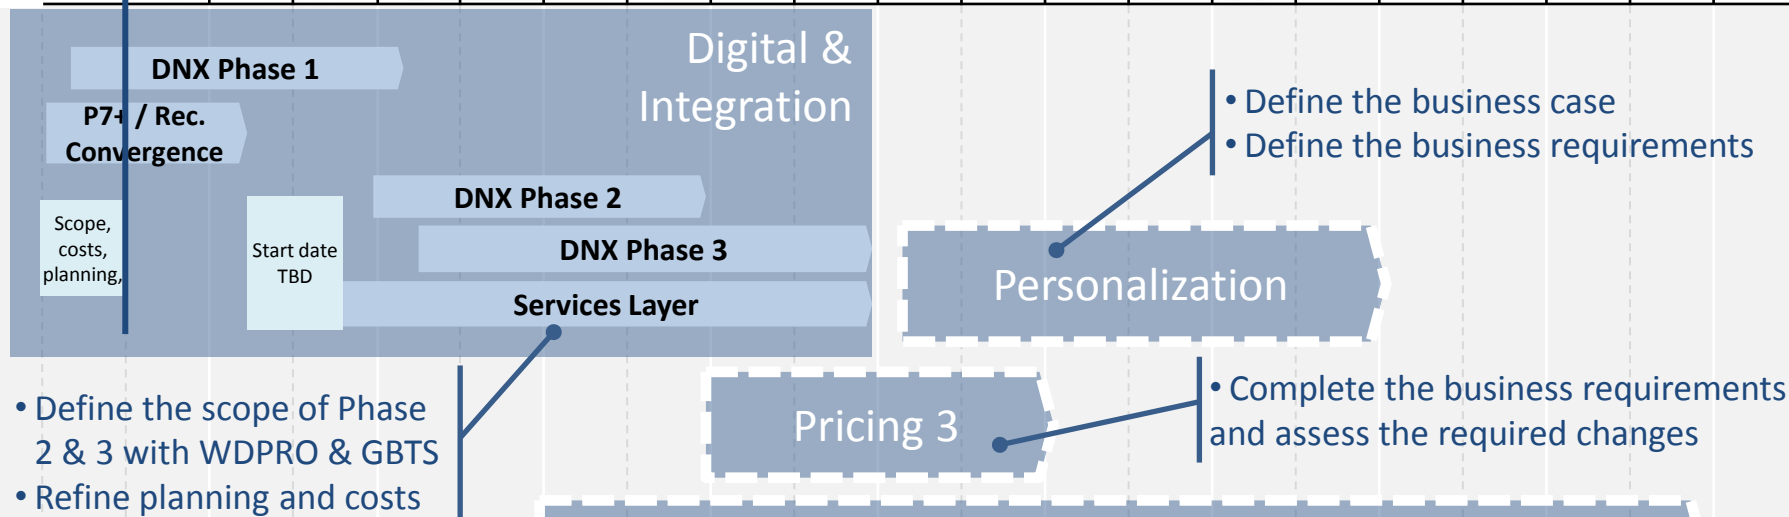 Digital &
Integration
DNX Phase 1
P7+ / Rec.
Convergence
DNX Phase 2
Scope,
costs,
planning,
Start date
TBD
DNX Phase 3
Services Layer
• Define the business case
• Define the business requirements
Personalization
• Define the scope of Phase
2 & 3 with WDPRO & GBTS
• Refine planning and costs
Pricing 3
• Complete the business requirements
and assess the required changes